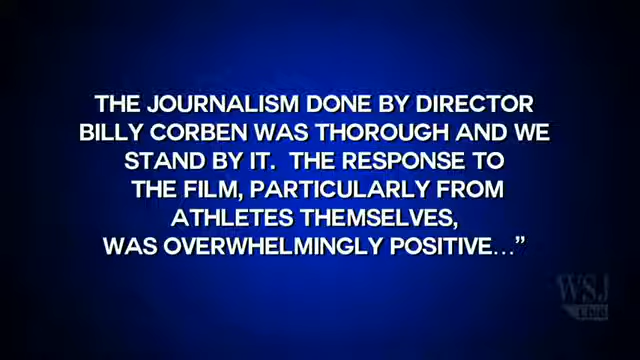 THE JOURNALISM DONE BY DIRECTOR
BILLY CORBEN WAS THOROUGH AND WE
STAND BY IT. THE RESPONSE TO
THE FILM, PARTICULARLY FROM
ATHLETES THEMSELVES,
WAS OVERWHELMINGLY POSITIVE…”
WSJ
Live